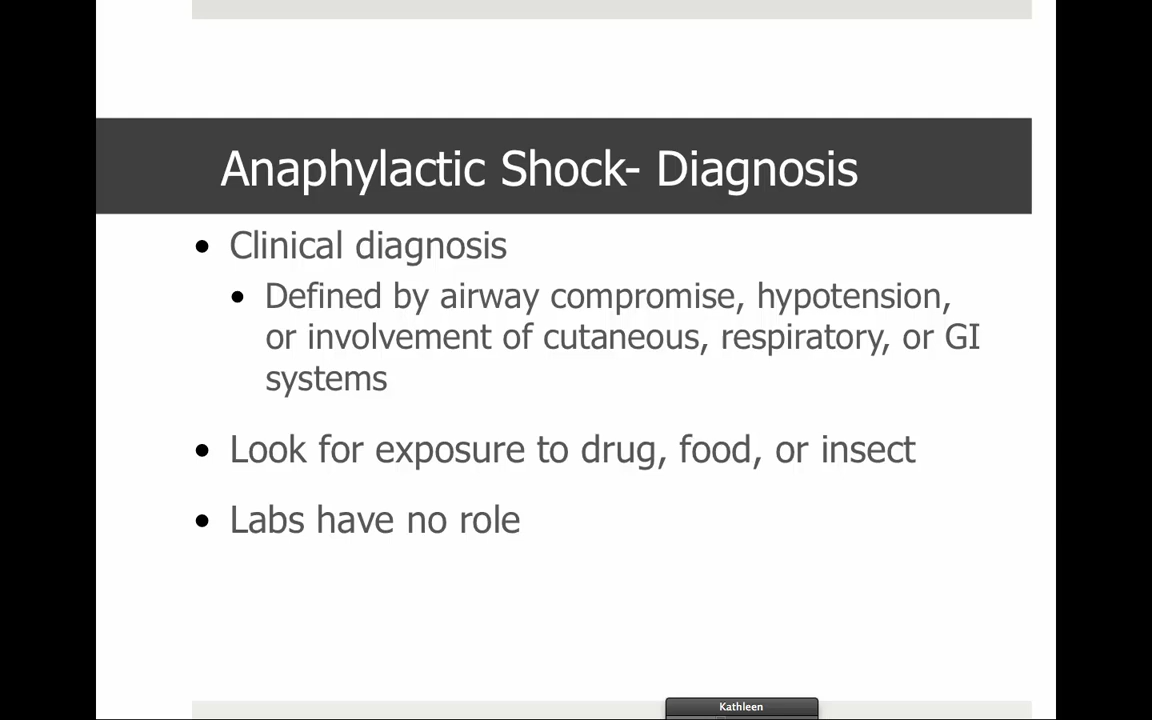 Anaphylactic Shock- Diagnosis
• Clinical diagnosis
• Defined by airway compromise, hypotension,
or involvement of cutaneous, respiratory, or GI
systems
• Look for exposure to drug, food, or insect
• Labs have no role
Kathleen